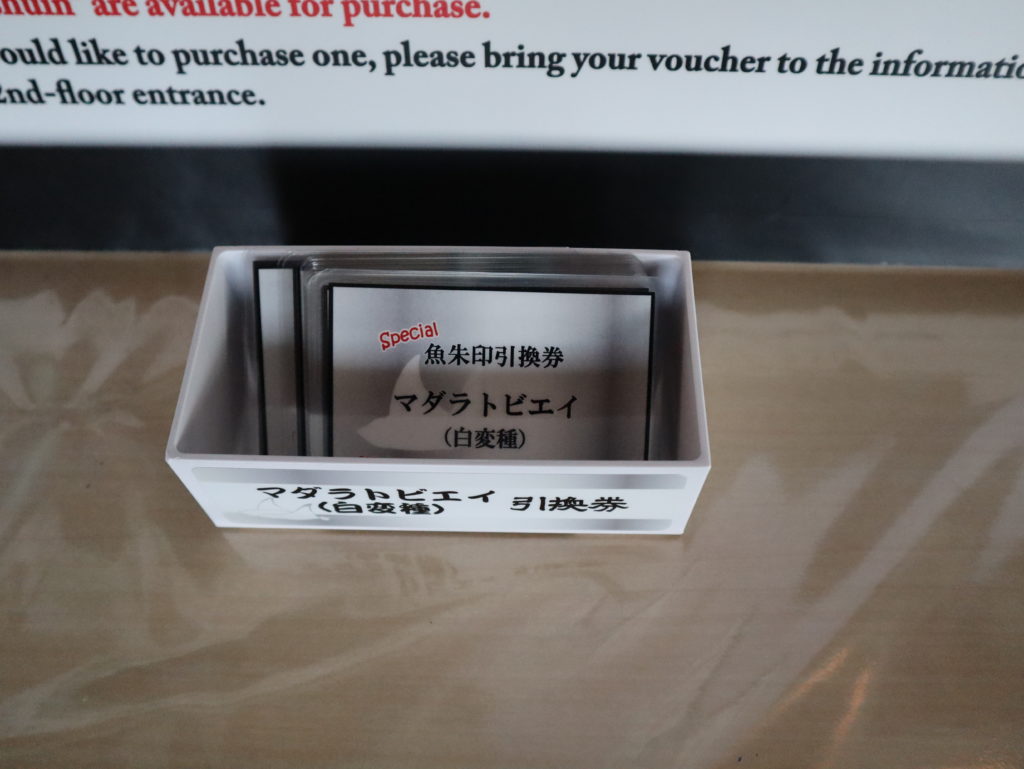 are available for purchase.
like to purchase one, please bring your voucher to the
2nd-floor entrance.
Special
魚朱印引換券
マダラトビエイ
(白変種)
マダラトビエイ 引換券
(白変種)